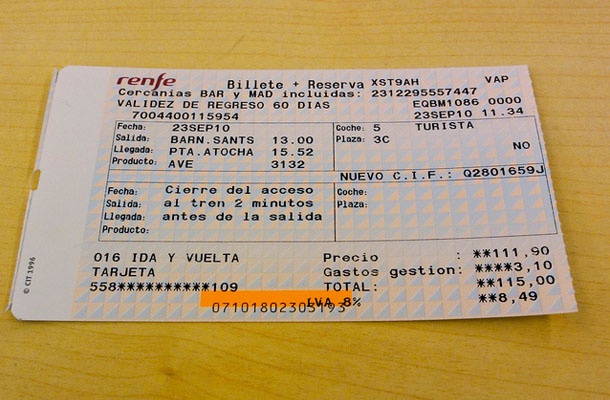 renfe Billete + Reserva XST9AH VAP
Cercanías BAR y MAD incluidas: 2312295557447
VALIDEZ DE REGRESO 60 DIAS EQBM1086 0000
7004400115954 23SEP10 11.34
Fecha: 23SEP10 Coche: 5 TURISTA
Salida: BARN.SANTS 13.00 Plaza: 3C
Llegada: PTA.ATOCHA 15.52 NO
Producto: AVE 3132
NUEVO C.I.F.: Q2801659J
Fecha: Cierre del acceso Coche:
Salida: al tren 2 minutos Plaza:
Llegada: antes de la salida
Producto:
016 IDA Y VUELTA Precio : **111,90
TARJETA Gastos gestion: ****3,10
558**********109 TOTAL: **115,00
IVA 8% **8,49
07101802305193
© CIT 1996